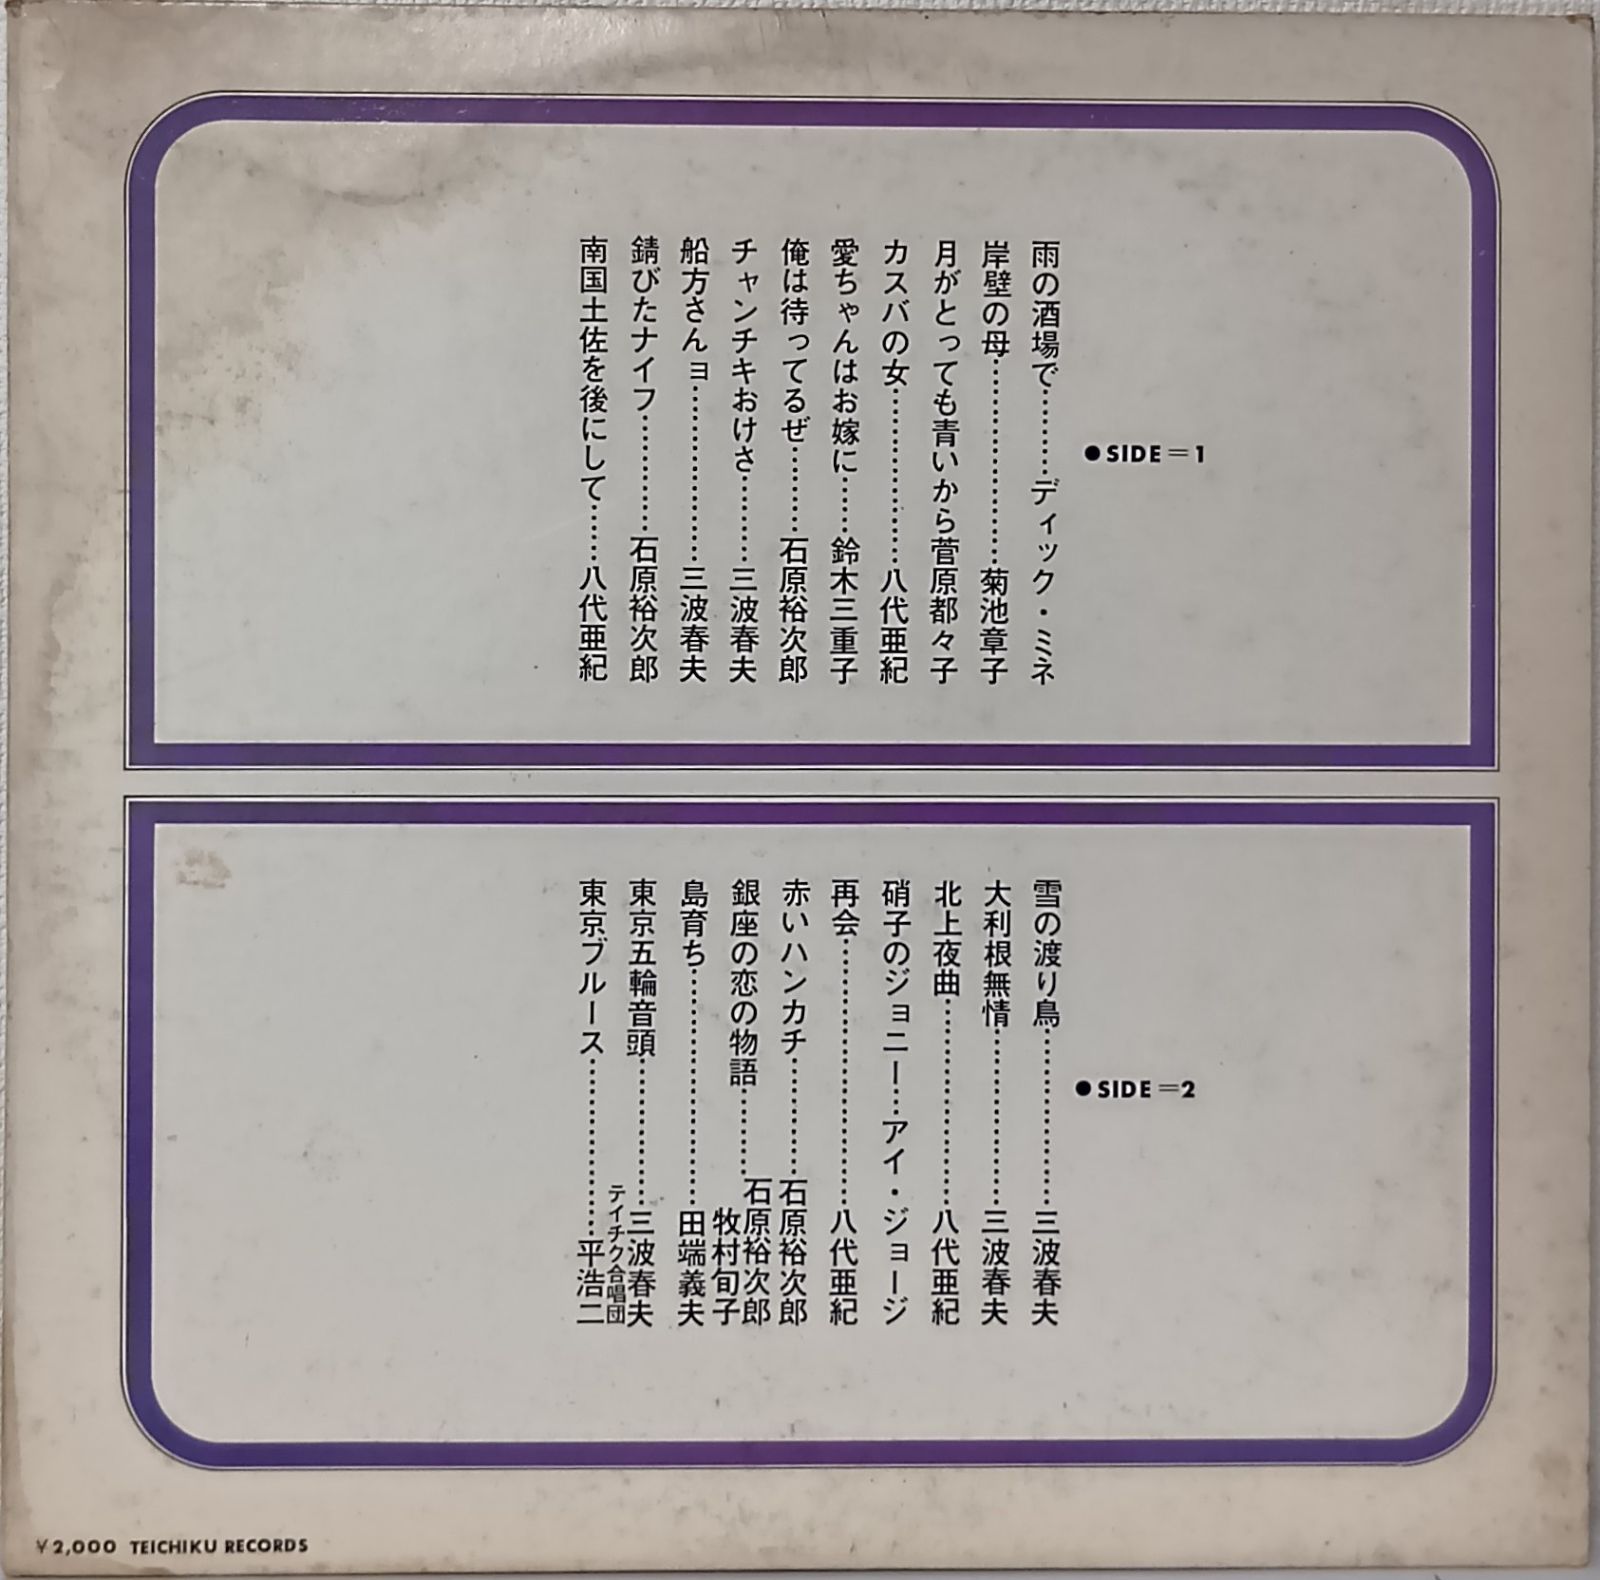 ●SIDE=1
雨の酒場で………ディック・ミネ
岸壁の母…………………菊池章子
月がとっても青いから菅原都々子
カスバの女………………八代亜紀
愛ちゃんはお嫁に……鈴木三重子
俺は待ってるぜ………石原裕次郎
チャンチキおけさ………三波春夫
船方さんョ………………三波春夫
錆びたナイフ…………石原裕次郎
南国土佐を後にして……八代亜紀
●SIDE=2
雪の渡り鳥………………三波春夫
大利根無情………………三波春夫
北上夜曲…………………八代亜紀
硝子のジョニー…アイ・ジョージ
再会………………………八代亜紀
赤いハンカチ…………石原裕次郎
銀座の恋の物語………石原裕次郎
牧村旬子
島育ち……………………田端義夫
東京五輪音頭……………三波春夫
テイチク合唱団
東京ブルース………………平浩二
¥2,000 TEICHIKU RECORDS